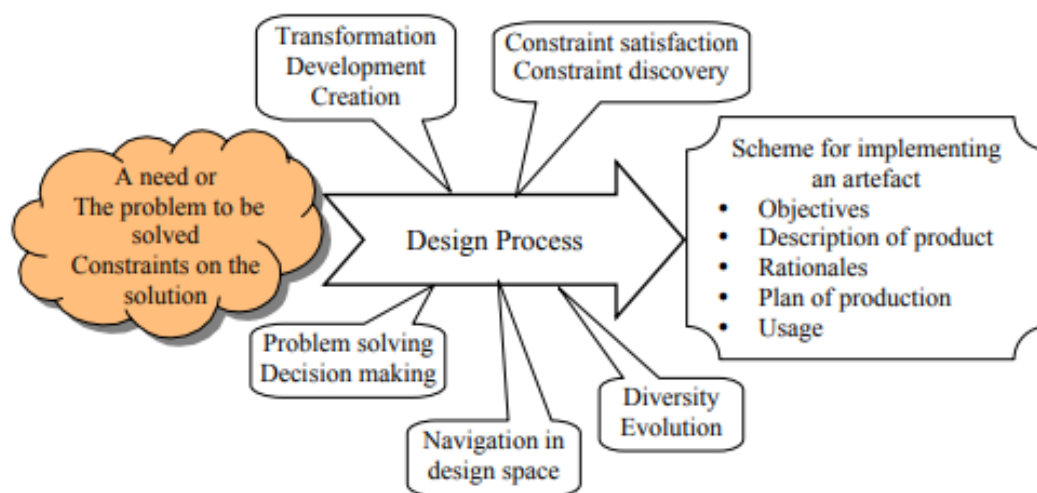 Transformation
Development
Creation
Constraint satisfaction
Constraint discovery
A need or
The problem to be
solved
Constraints on the
solution
Design Process
Scheme for implementing
an artefact
• Objectives
• Description of product
• Rationales
• Plan of production
• Usage
Problem solving
Decision making
Navigation in
design space
Diversity
Evolution